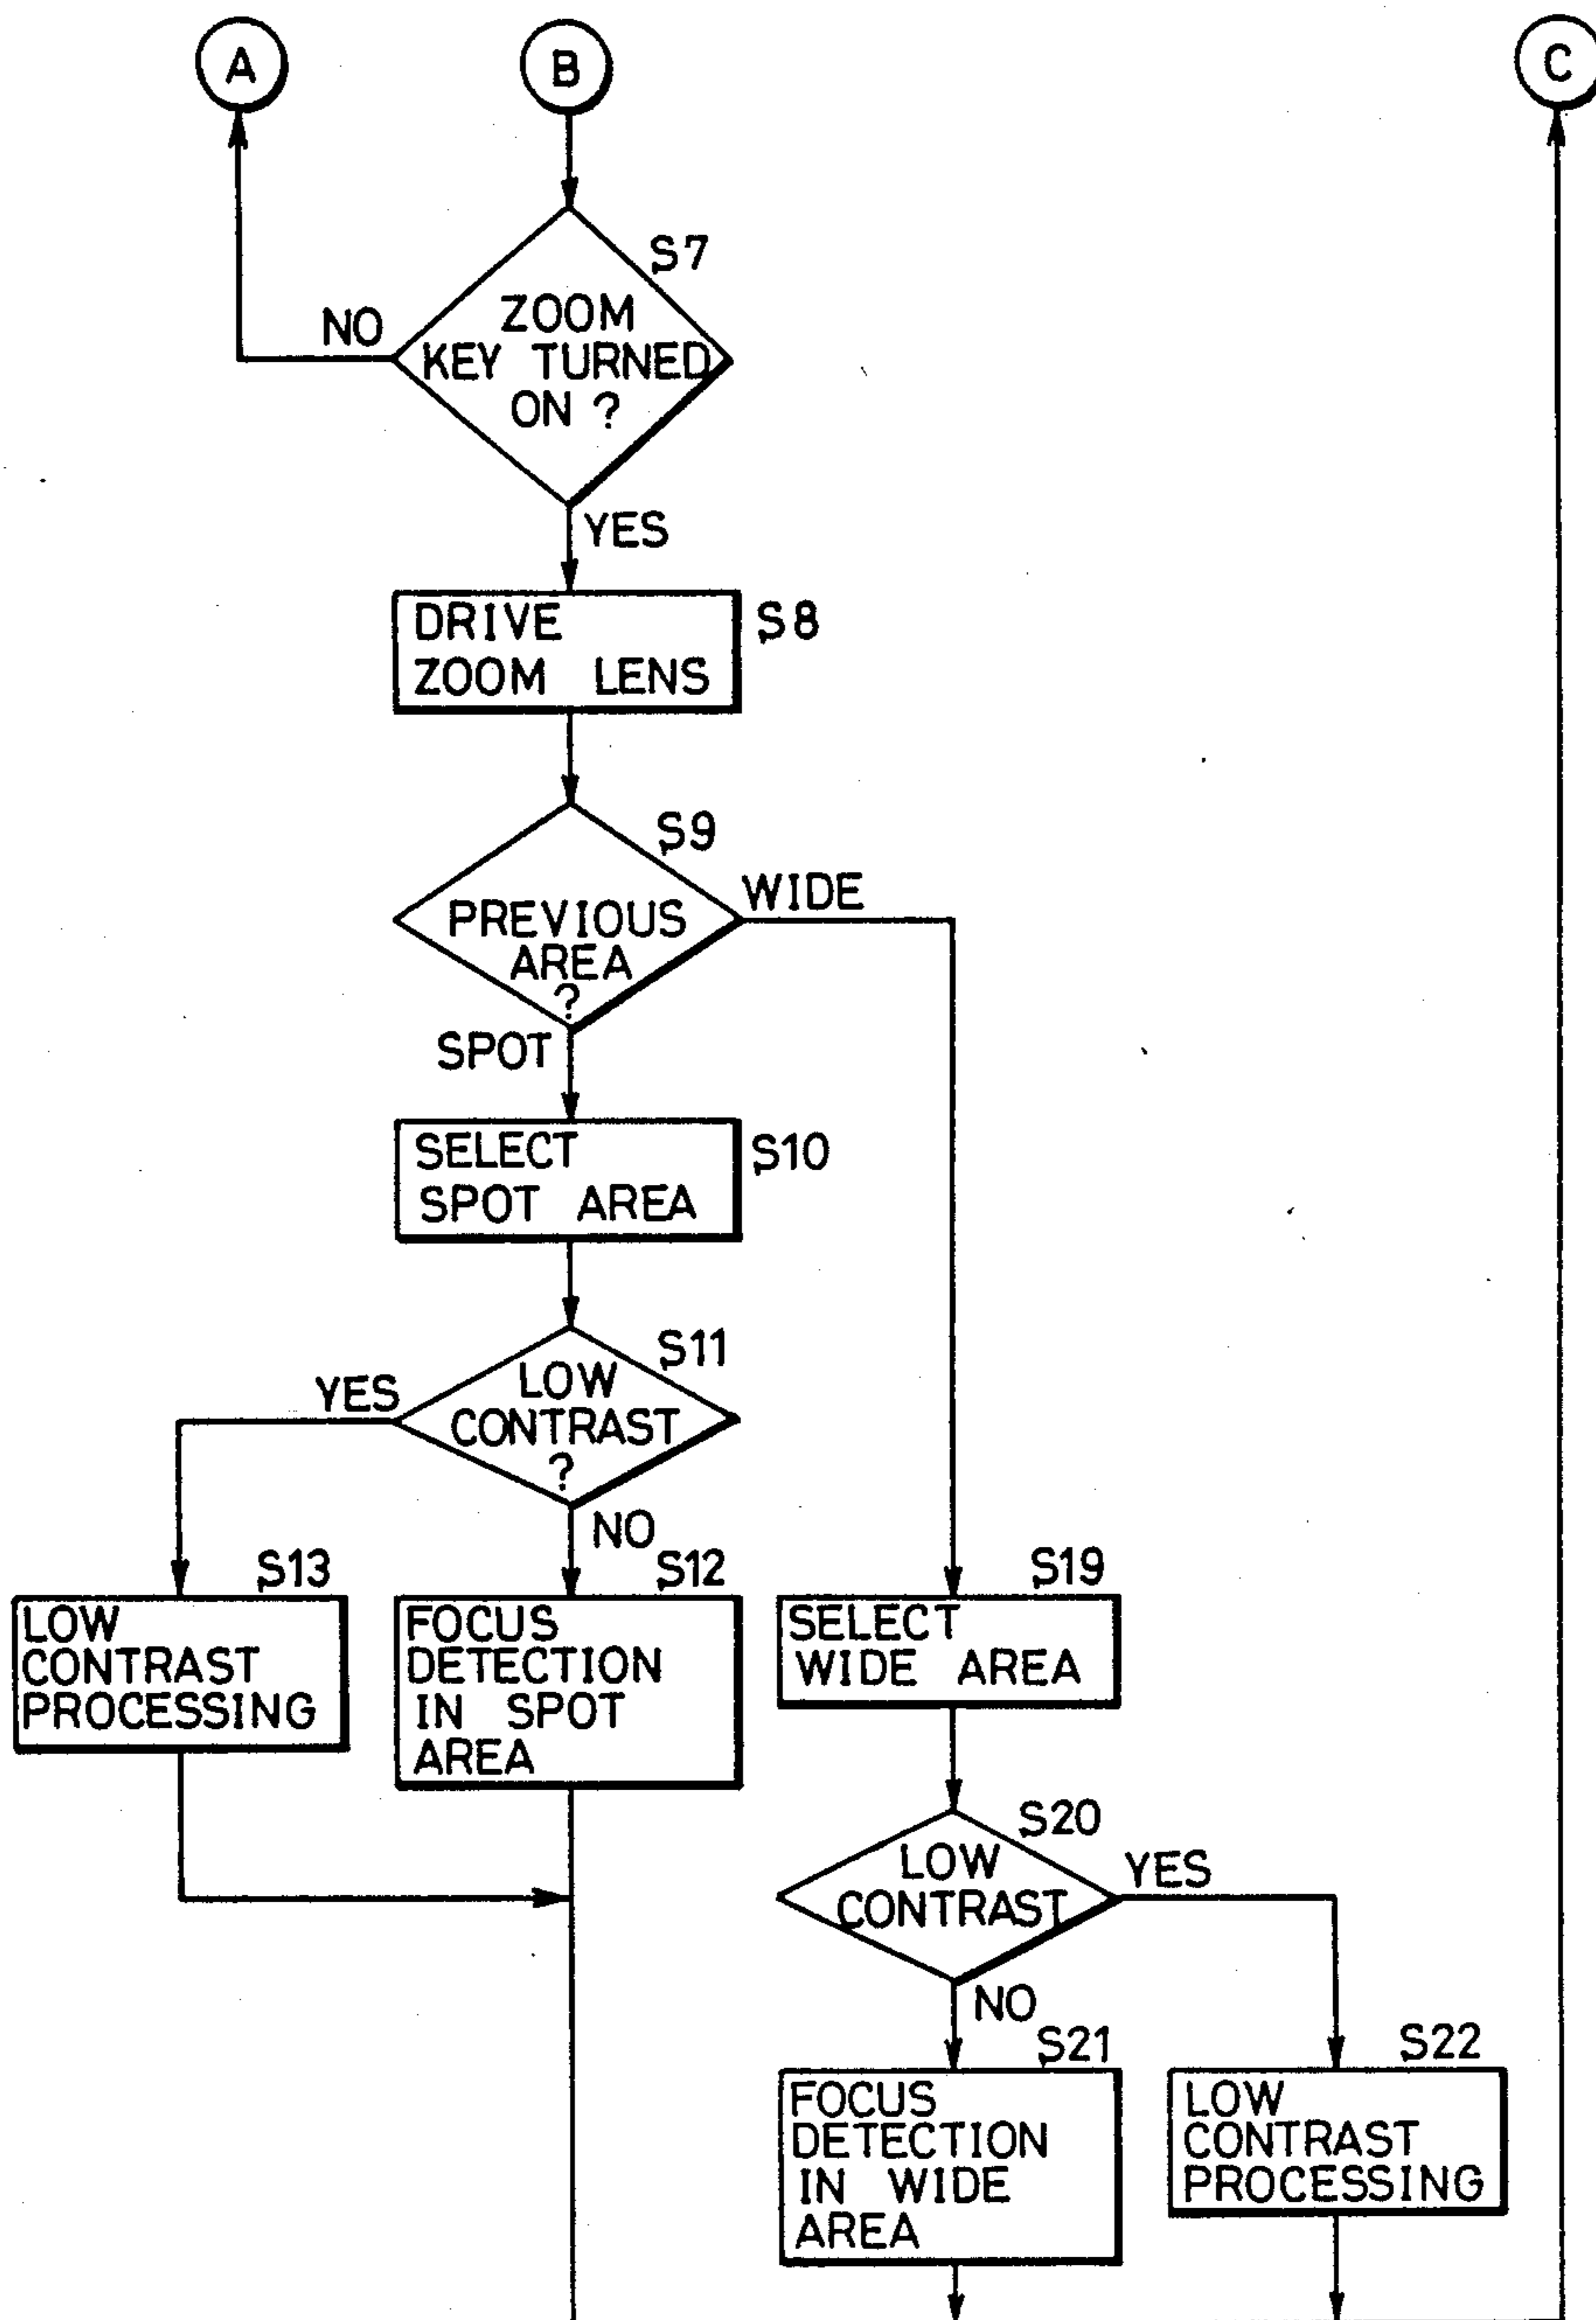 A
B
C
S7
NO
ZOOM
KEY TURNED
ON ?
YES
DRIVE
ZOOM LENS
S8
S9
WIDE
PREVIOUS
AREA
?
SPOT
SELECT
SPOT AREA
S10
S11
YES
LOW
CONTRAST
?
NO
S13
LOW
CONTRAST
PROCESSING
S12
FOCUS
DETECTION
IN SPOT
AREA
S19
SELECT
WIDE AREA
S20
LOW
CONTRAST
YES
NO
S21
FOCUS
DETECTION
IN WIDE
AREA
S22
LOW
CONTRAST
PROCESSING